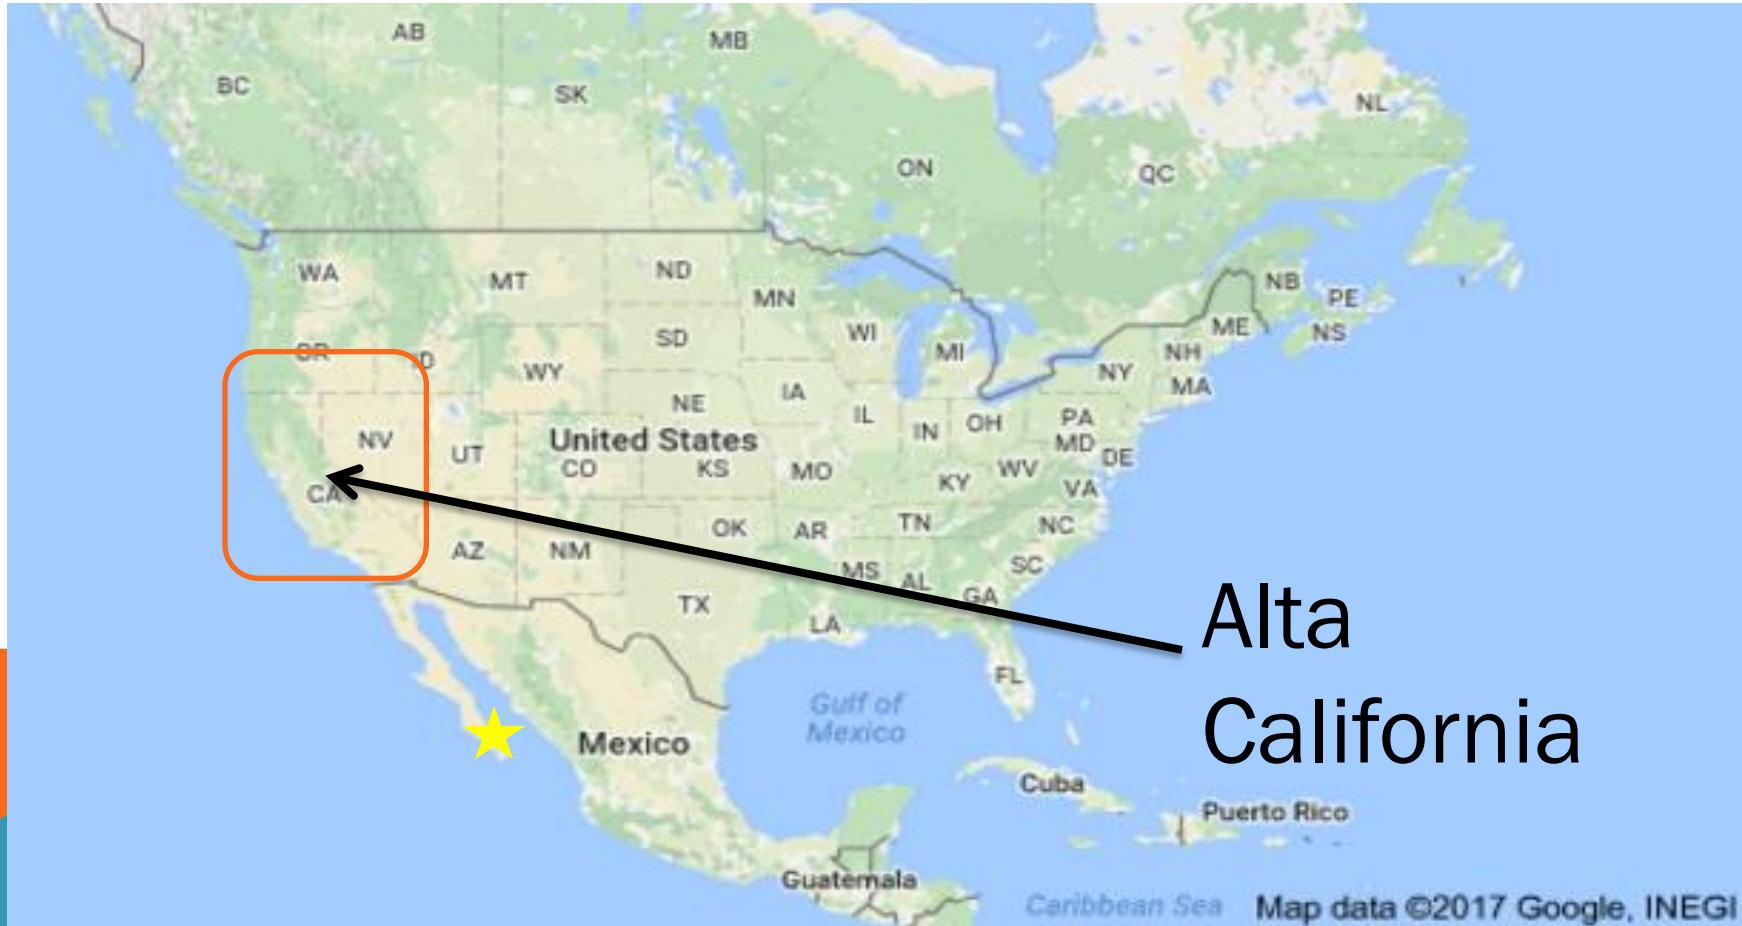 AB
MB
BC
SK
NL
ON
QC
WA
MT
ND
MN
NB
PE
SD
WI
MI
ME
NS
OR
ID
WY
NY
NH
MA
NE
IA
IL
IN
OH
PA
MD
DE
NV
UT
United States
CO
KS
MO
KY
WV
VA
CA
OK
AR
TN
NC
AZ
NM
MS
AL
SC
GA
TX
LA
FL
Alta
California
Gulf of
Mexico
Mexico
Cuba
Puerto Rico
Guatemala
Caribbean Sea
Map data ©2017 Google, INEGI